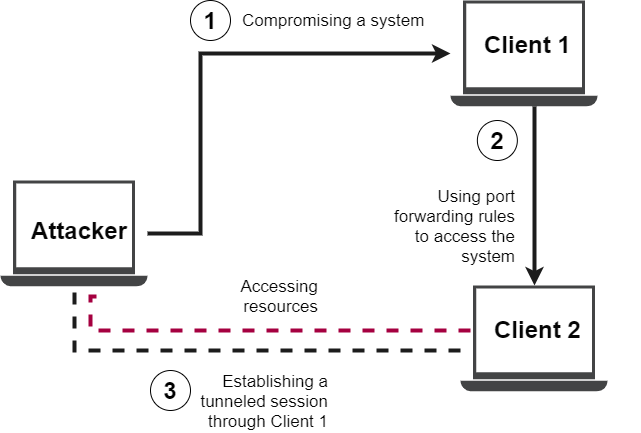 1
Compromising a system
Client 1
2
Using port
forwarding rules
to access the
system
Attacker
Accessing
resources
Client 2
3
Establishing a
tunneled session
through Client 1